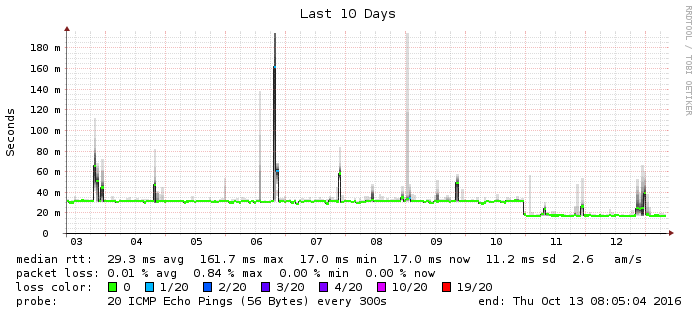 Last 10 Days
RRDTOOL / TOBI OETIKER
Seconds
180 m
160 m
140 m
120 m
100 m
80 m
60 m
40 m
20 m
0
03 04 05 06 07 08 09 10 11 12
median rtt: 29.3 ms avg 161.7 ms max 17.0 ms min 17.0 ms now 11.2 ms sd 2.6 am/s
packet loss: 0.01 % avg 0.84 % max 0.00 % min 0.00 % now
loss color: 0 1/20 2/20 3/20 4/20 10/20 19/20
probe: 20 ICMP Echo Pings (56 Bytes) every 300s end: Thu Oct 13 08:05:04 2016